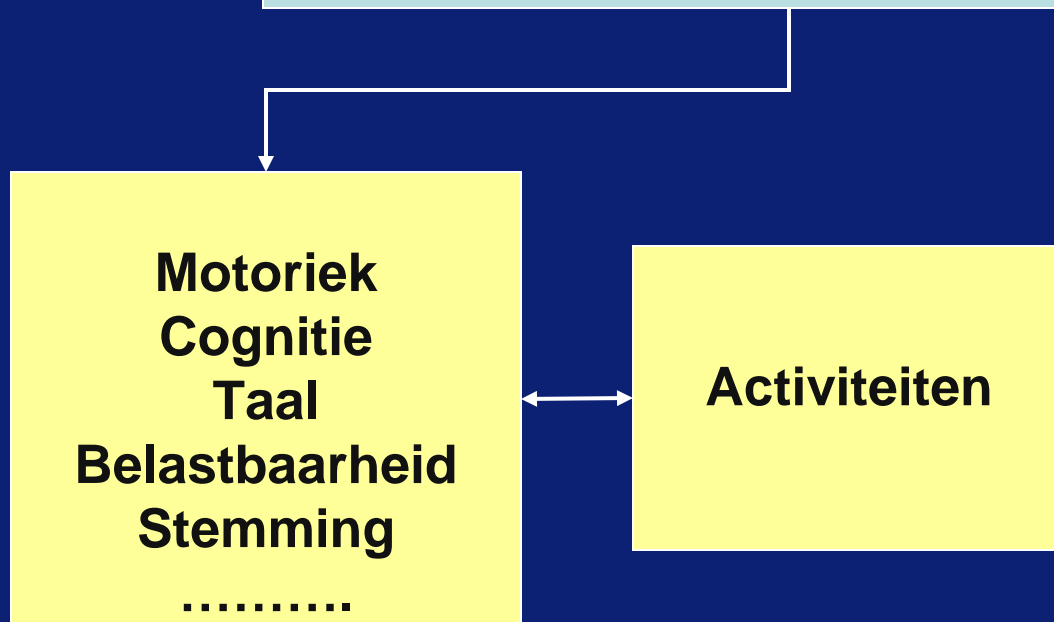 Motoriek
Cognitie
Taal
Belastbaarheid
Stemming
……….
Activiteiten